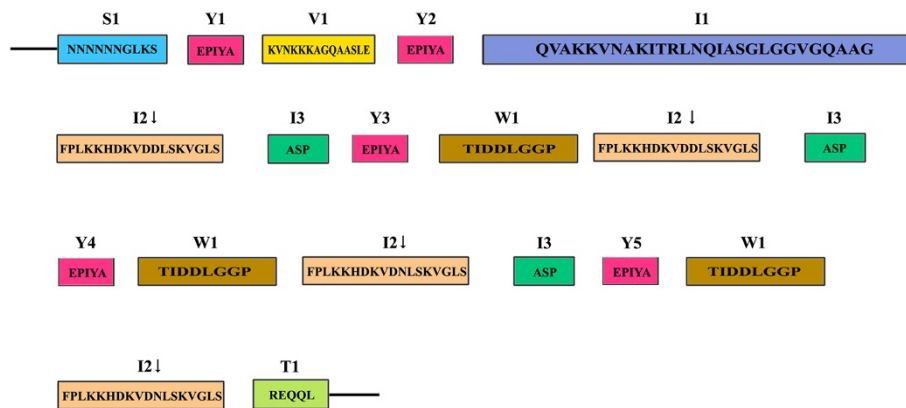 S1 Y1 V1 Y2 I1
NNNNNNGLKS EPIYA KVNKKKAGQAASLE EPIYA QVAKKVNAKITRLNQIASGLGGVGQAAG
I2↓ I3 Y3 W1 I2↓ I3
FPLKKHDKVDDLSKVGLS ASP EPIYA TIDDLGGP FPLKKHDKVDDLSKVGLS ASP
Y4 W1 I2↓ I3 Y5 W1
EPIYA TIDDLGGP FPLKKHDKVDNLSKVGLS ASP EPIYA TIDDLGGP
I2↓ T1
FPLKKHDKVDNLSKVGLS REQQL